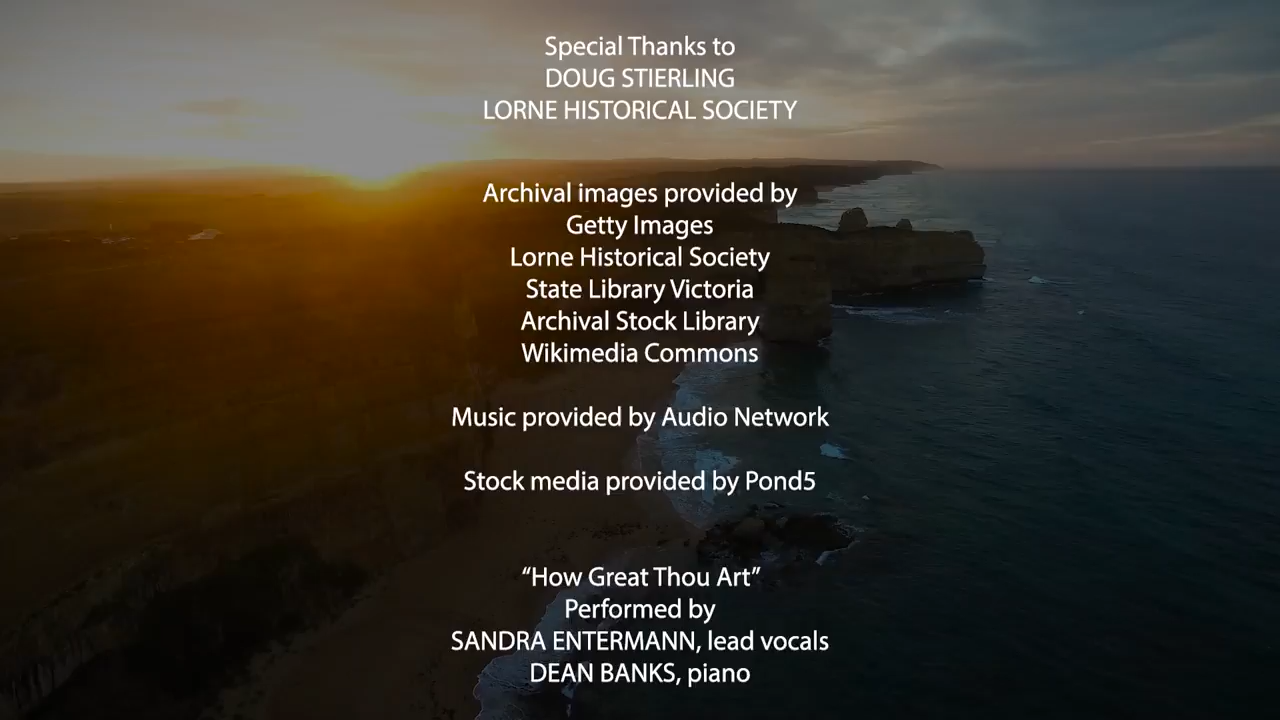 Special Thanks to
DOUG STIERLING
LORNE HISTORICAL SOCIETY
Archival images provided by
Getty Images
Lorne Historical Society
State Library Victoria
Archival Stock Library
Wikimedia Commons
Music provided by Audio Network
Stock media provided by Pond5
“How Great Thou Art”
Performed by
SANDRA ENTERMANN, lead vocals
DEAN BANKS, piano